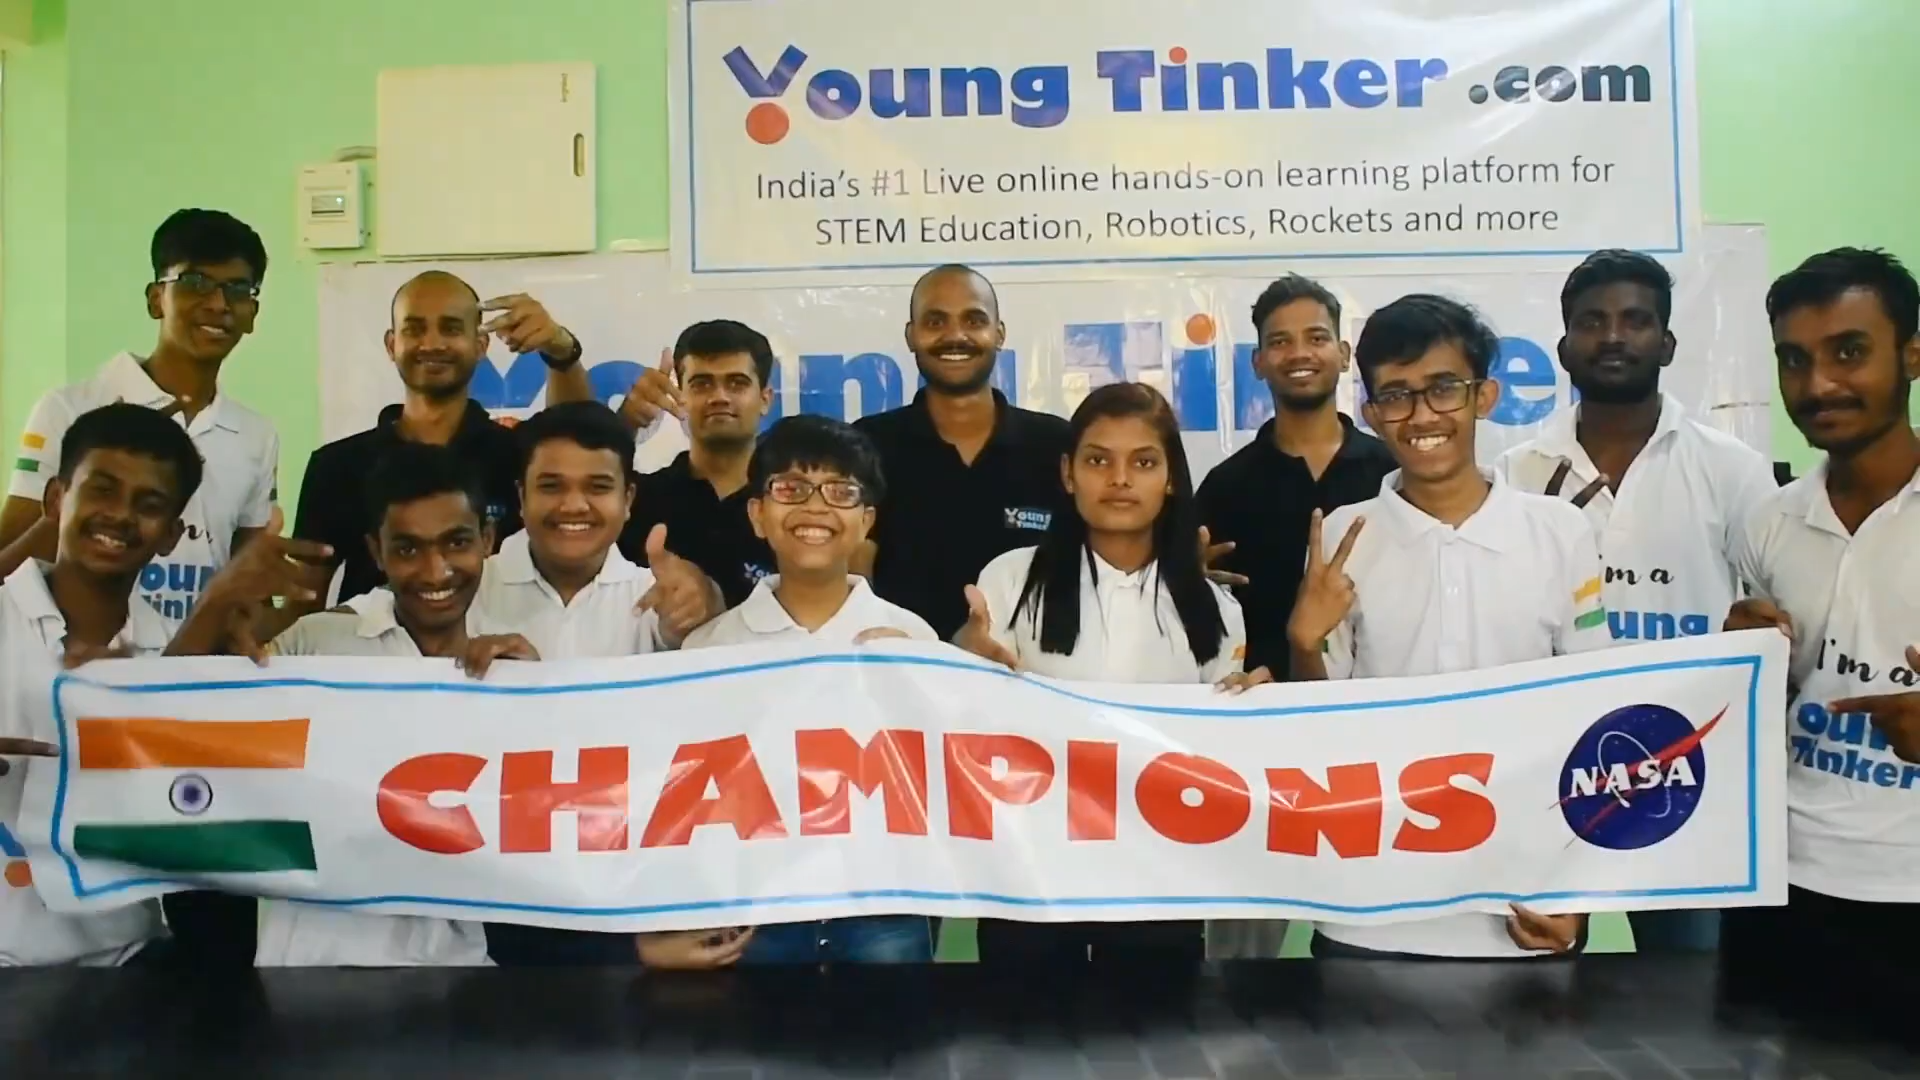 Young Tinker .com
India's #1 Live online hands-on learning platform for
STEM Education, Robotics, Rockets and more
Young Tinker
I'm a
Young
Tinker
CHAMPIONS
NASA